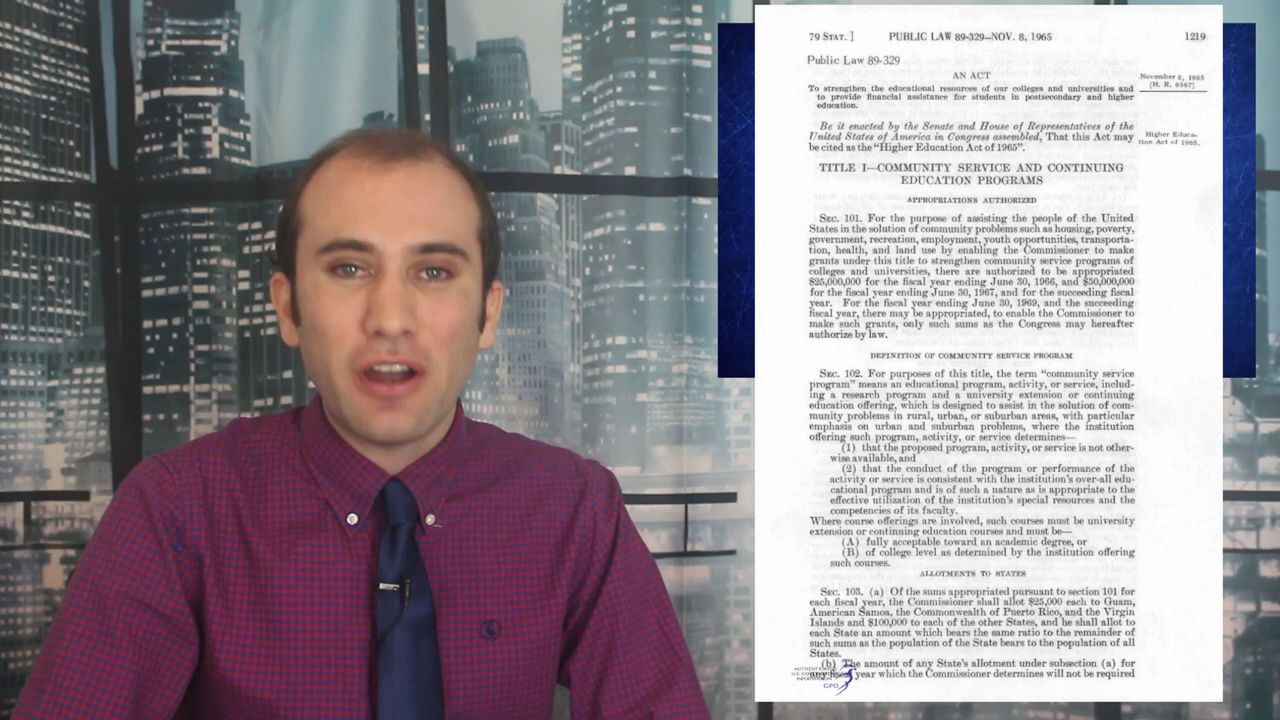 79 STAT. ] PUBLIC LAW 89-329—NOV. 8, 1965 1219
Public Law 89-329
AN ACT
November 8, 1965
[H. R. 9567]
To strengthen the educational resources of our colleges and universities and
to provide financial assistance for students in postsecondary and higher
education.
Be it enacted by the Senate and House of Representatives of the
United States of America in Congress assembled, That this Act may
be cited as the “Higher Education Act of 1965”.
Higher Educa-
tion Act of 1965.
TITLE I—COMMUNITY SERVICE AND CONTINUING
EDUCATION PROGRAMS
APPROPRIATIONS AUTHORIZED
SEC. 101. For the purpose of assisting the people of the United
States in the solution of community problems such as housing, poverty,
government, recreation, employment, youth opportunities, transporta-
tion, health, and land use by enabling the Commissioner to make
grants under this title to strengthen community service programs of
colleges and universities, there are authorized to be appropriated
$25,000,000 for the fiscal year ending June 30, 1966, and $50,000,000
for the fiscal year ending June 30, 1967, and for the succeeding fiscal
year. For the fiscal year ending June 30, 1969, and the succeeding
fiscal year, there may be appropriated, to enable the Commissioner to
make such grants, only such sums as the Congress may hereafter
authorize by law.
DEFINITION OF COMMUNITY SERVICE PROGRAM
SEC. 102. For purposes of this title, the term “community service
program” means an educational program, activity, or service, includ-
ing a research program and a university extension or continuing
education offering, which is designed to assist in the solution of com-
munity problems in rural, urban, or suburban areas, with particular
emphasis on urban and suburban problems, where the institution
offering such program, activity, or service determines—
(1) that the proposed program, activity, or service is not other-
wise available, and
(2) that the conduct of the program or performance of the
activity or service is consistent with the institution's over-all edu-
cational program and is of such a nature as is appropriate to the
effective utilization of the institution's special resources and the
competencies of its faculty.
Where course offerings are involved, such courses must be university
extension or continuing education courses and must be—
(A) fully acceptable toward an academic degree, or
(B) of college level as determined by the institution offering
such courses.
ALLOTMENTS TO STATES
SEC. 103. (a) Of the sums appropriated pursuant to section 101 for
each fiscal year, the Commissioner shall allot $25,000 each to Guam,
American Samoa, the Commonwealth of Puerto Rico, and the Virgin
Islands and $100,000 to each of the other States, and he shall allot to
each State an amount which bears the same ratio to the remainder of
such sums as the population of the State bears to the population of all
States.
(b) The amount of any State's allotment under subsection (a) for
any fiscal year which the Commissioner determines will not be required
AUTHENTICATED
U.S. GOVERNMENT
INFORMATION
GPO